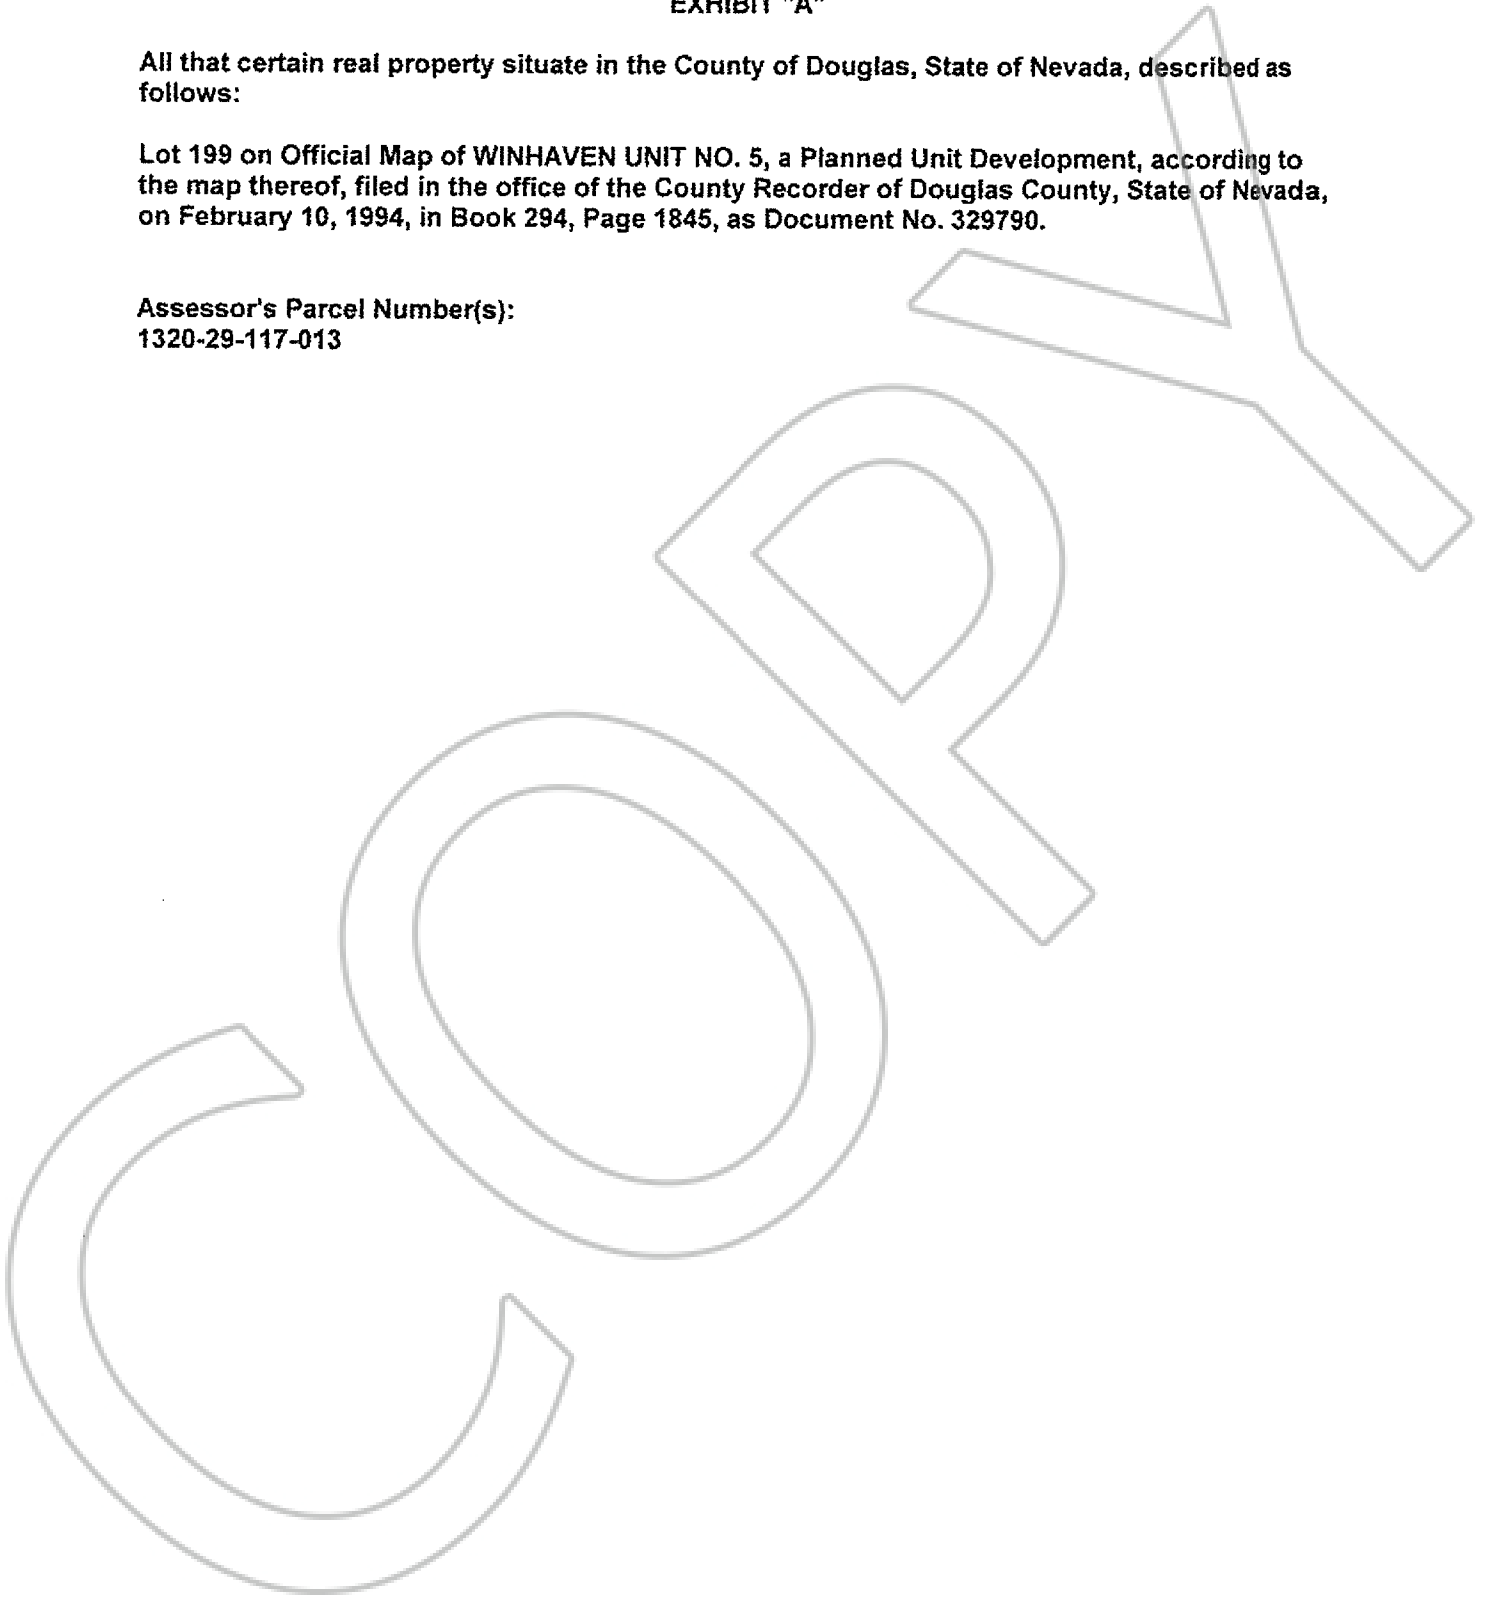 EXHIBIT "A"
All that certain real property situate in the County of Douglas, State of Nevada, described as
follows:
Lot 199 on Official Map of WINHAVEN UNIT NO. 5, a Planned Unit Development, according to
the map thereof, filed in the office of the County Recorder of Douglas County, State of Nevada,
on February 10, 1994, in Book 294, Page 1845, as Document No. 329790.
Assessor's Parcel Number(s):
1320-29-117-013
COPY